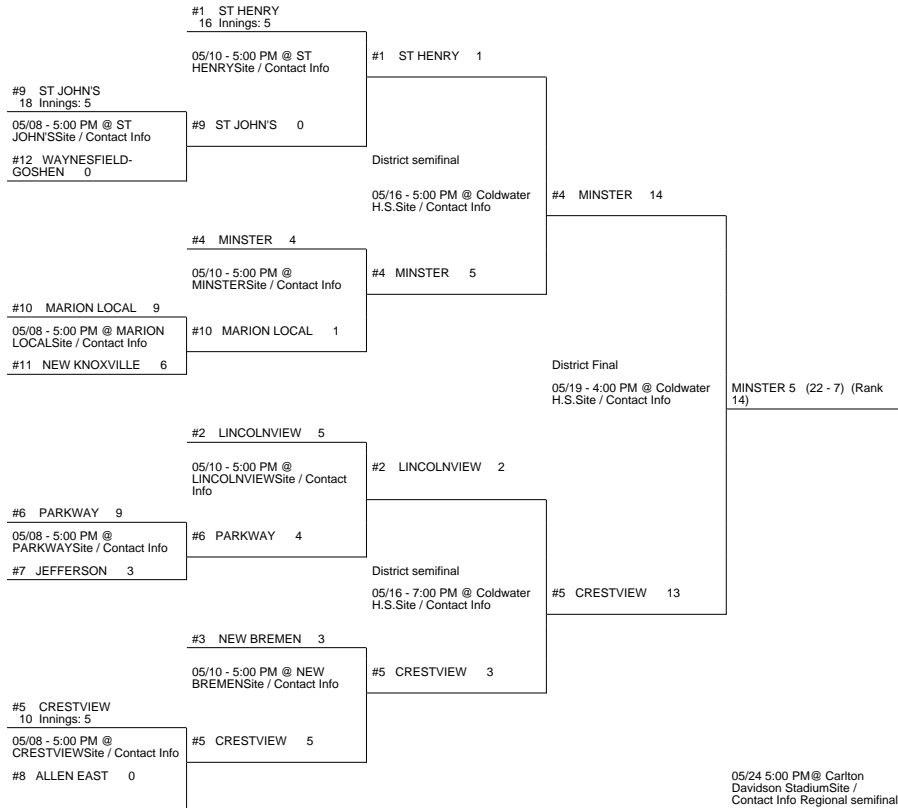 #1 ST HENRY
16 Innings: 5
05/10 - 5:00 PM @ ST
HENRYSite / Contact Info
#1 ST HENRY 1
#9 ST JOHN'S
18 Innings: 5
05/08 - 5:00 PM @ ST
JOHN'SSite / Contact Info
#9 ST JOHN'S 0
#12 WAYNESFIELD-
GOSHEN 0
District semifinal
05/16 - 5:00 PM @ Coldwater
H.S.Site / Contact Info
#4 MINSTER 14
#4 MINSTER 4
05/10 - 5:00 PM @
MINSTERSite / Contact Info
#4 MINSTER 5
#10 MARION LOCAL 9
05/08 - 5:00 PM @ MARION
LOCALSite / Contact Info
#10 MARION LOCAL 1
#11 NEW KNOXVILLE 6
District Final
05/19 - 4:00 PM @ Coldwater
H.S.Site / Contact Info
MINSTER 5 (22 - 7) (Rank
14)
#2 LINCOLNVIEW 5
05/10 - 5:00 PM @
LINCOLNVIEWSite / Contact
Info
#2 LINCOLNVIEW 2
#6 PARKWAY 9
05/08 - 5:00 PM @
PARKWAYSite / Contact Info
#6 PARKWAY 4
#7 JEFFERSON 3
District semifinal
05/16 - 7:00 PM @ Coldwater
H.S.Site / Contact Info
#5 CRESTVIEW 13
#3 NEW BREMEN 3
05/10 - 5:00 PM @ NEW
BREMENSite / Contact Info
#5 CRESTVIEW 3
#5 CRESTVIEW
10 Innings: 5
05/08 - 5:00 PM @
CRESTVIEWSite / Contact Info
#5 CRESTVIEW 5
#8 ALLEN EAST 0
05/24 5:00 PM@ Carlton
Davidson StadiumSite /
Contact Info Regional semifinal